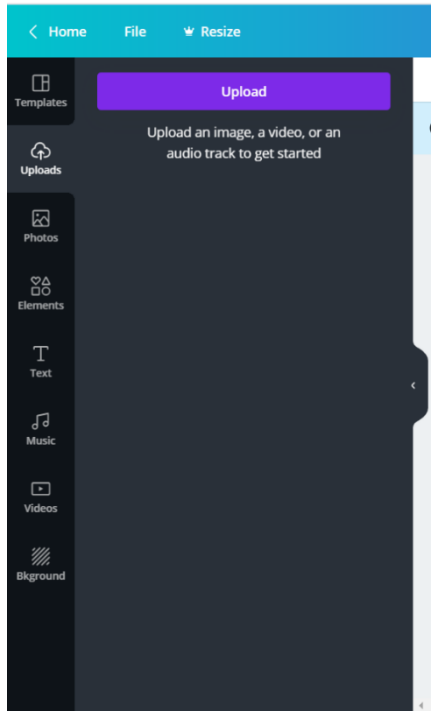 Home File Resize
Templates
Upload
Upload an image, a video, or an
audio track to get started
Uploads
Photos
Elements
Text
Music
Videos
Bkground